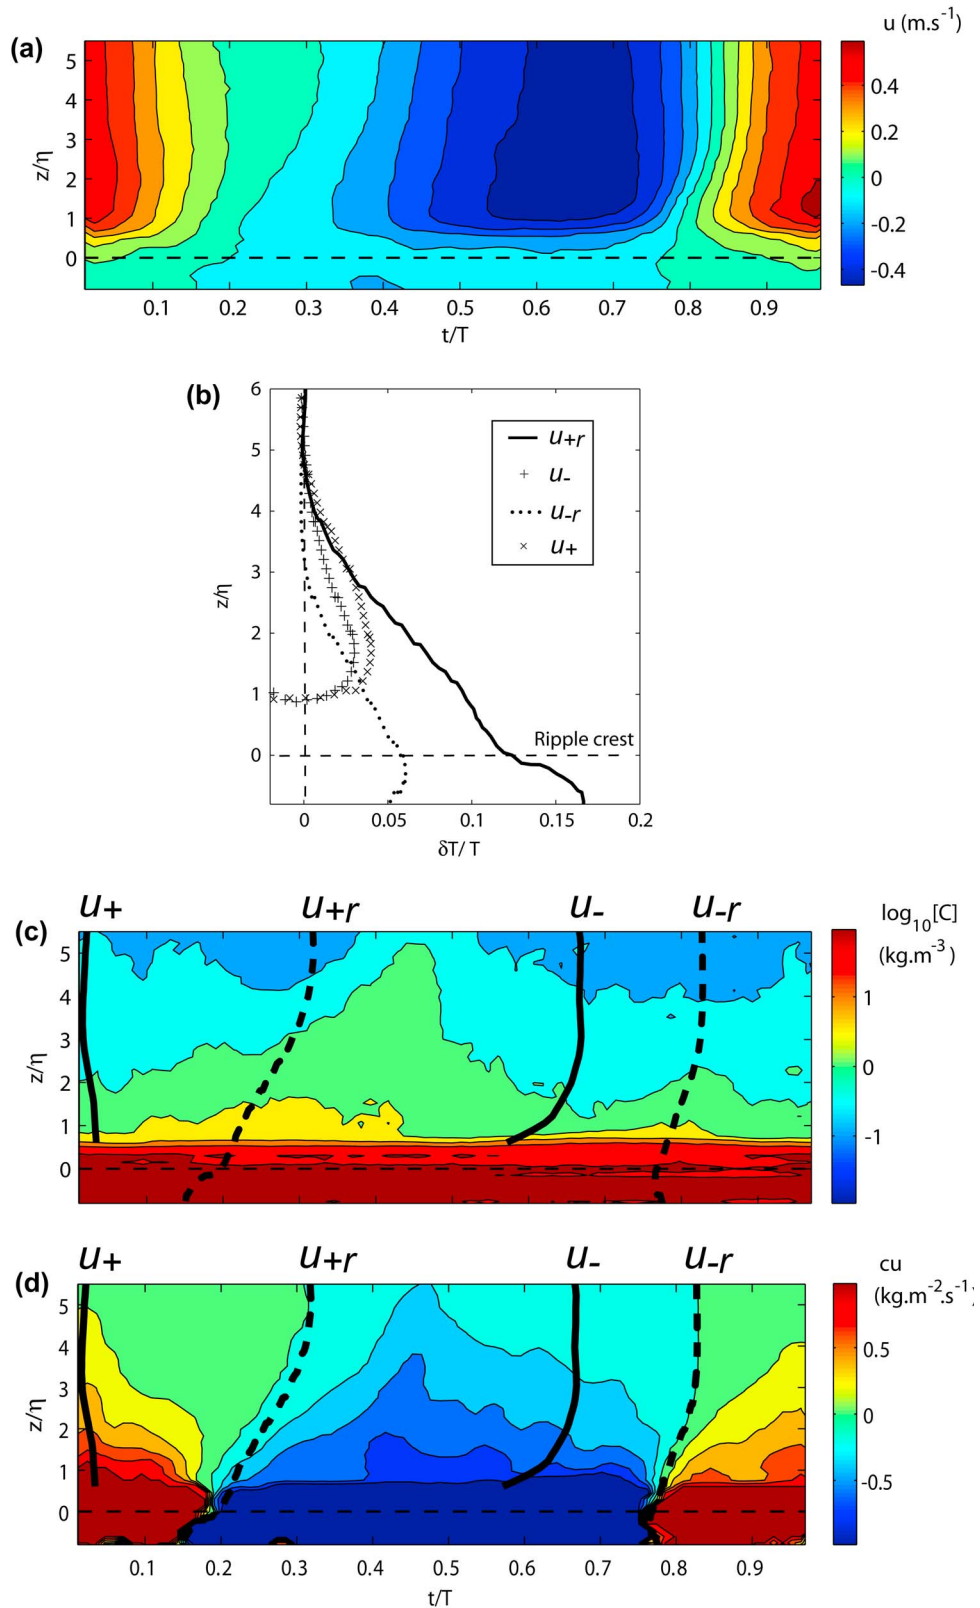 (a)
u (m.s⁻¹)
z/η
5
4
3
2
1
0
0.4
0.2
0
-0.2
-0.4
0.1 0.2 0.3 0.4 0.5 0.6 0.7 0.8 0.9
t/T
(b)
z/η
6
5
4
3
2
1
0
u+r
u-
u-r
u+
Ripple crest
0 0.05 0.1 0.15 0.2
δT/ T
(c)
u+ u+r u- u-r
log₁₀[C]
(kg.m⁻³)
z/η
5
4
3
2
1
0
1
0
-1
(d)
u+ u+r u- u-r
cu
(kg.m⁻².s⁻¹)
z/η
5
4
3
2
1
0
0.5
0
-0.5
0.1 0.2 0.3 0.4 0.5 0.6 0.7 0.8 0.9
t/T